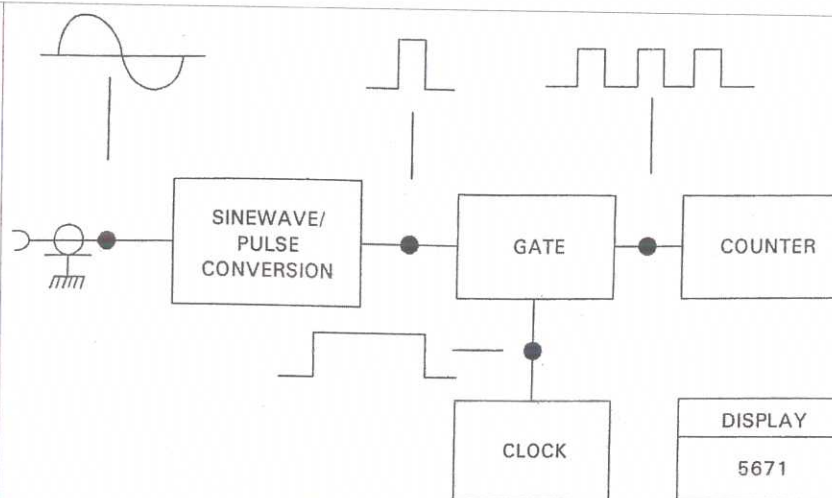 SINEWAVE/
PULSE
CONVERSION
GATE
COUNTER
CLOCK
DISPLAY
5671